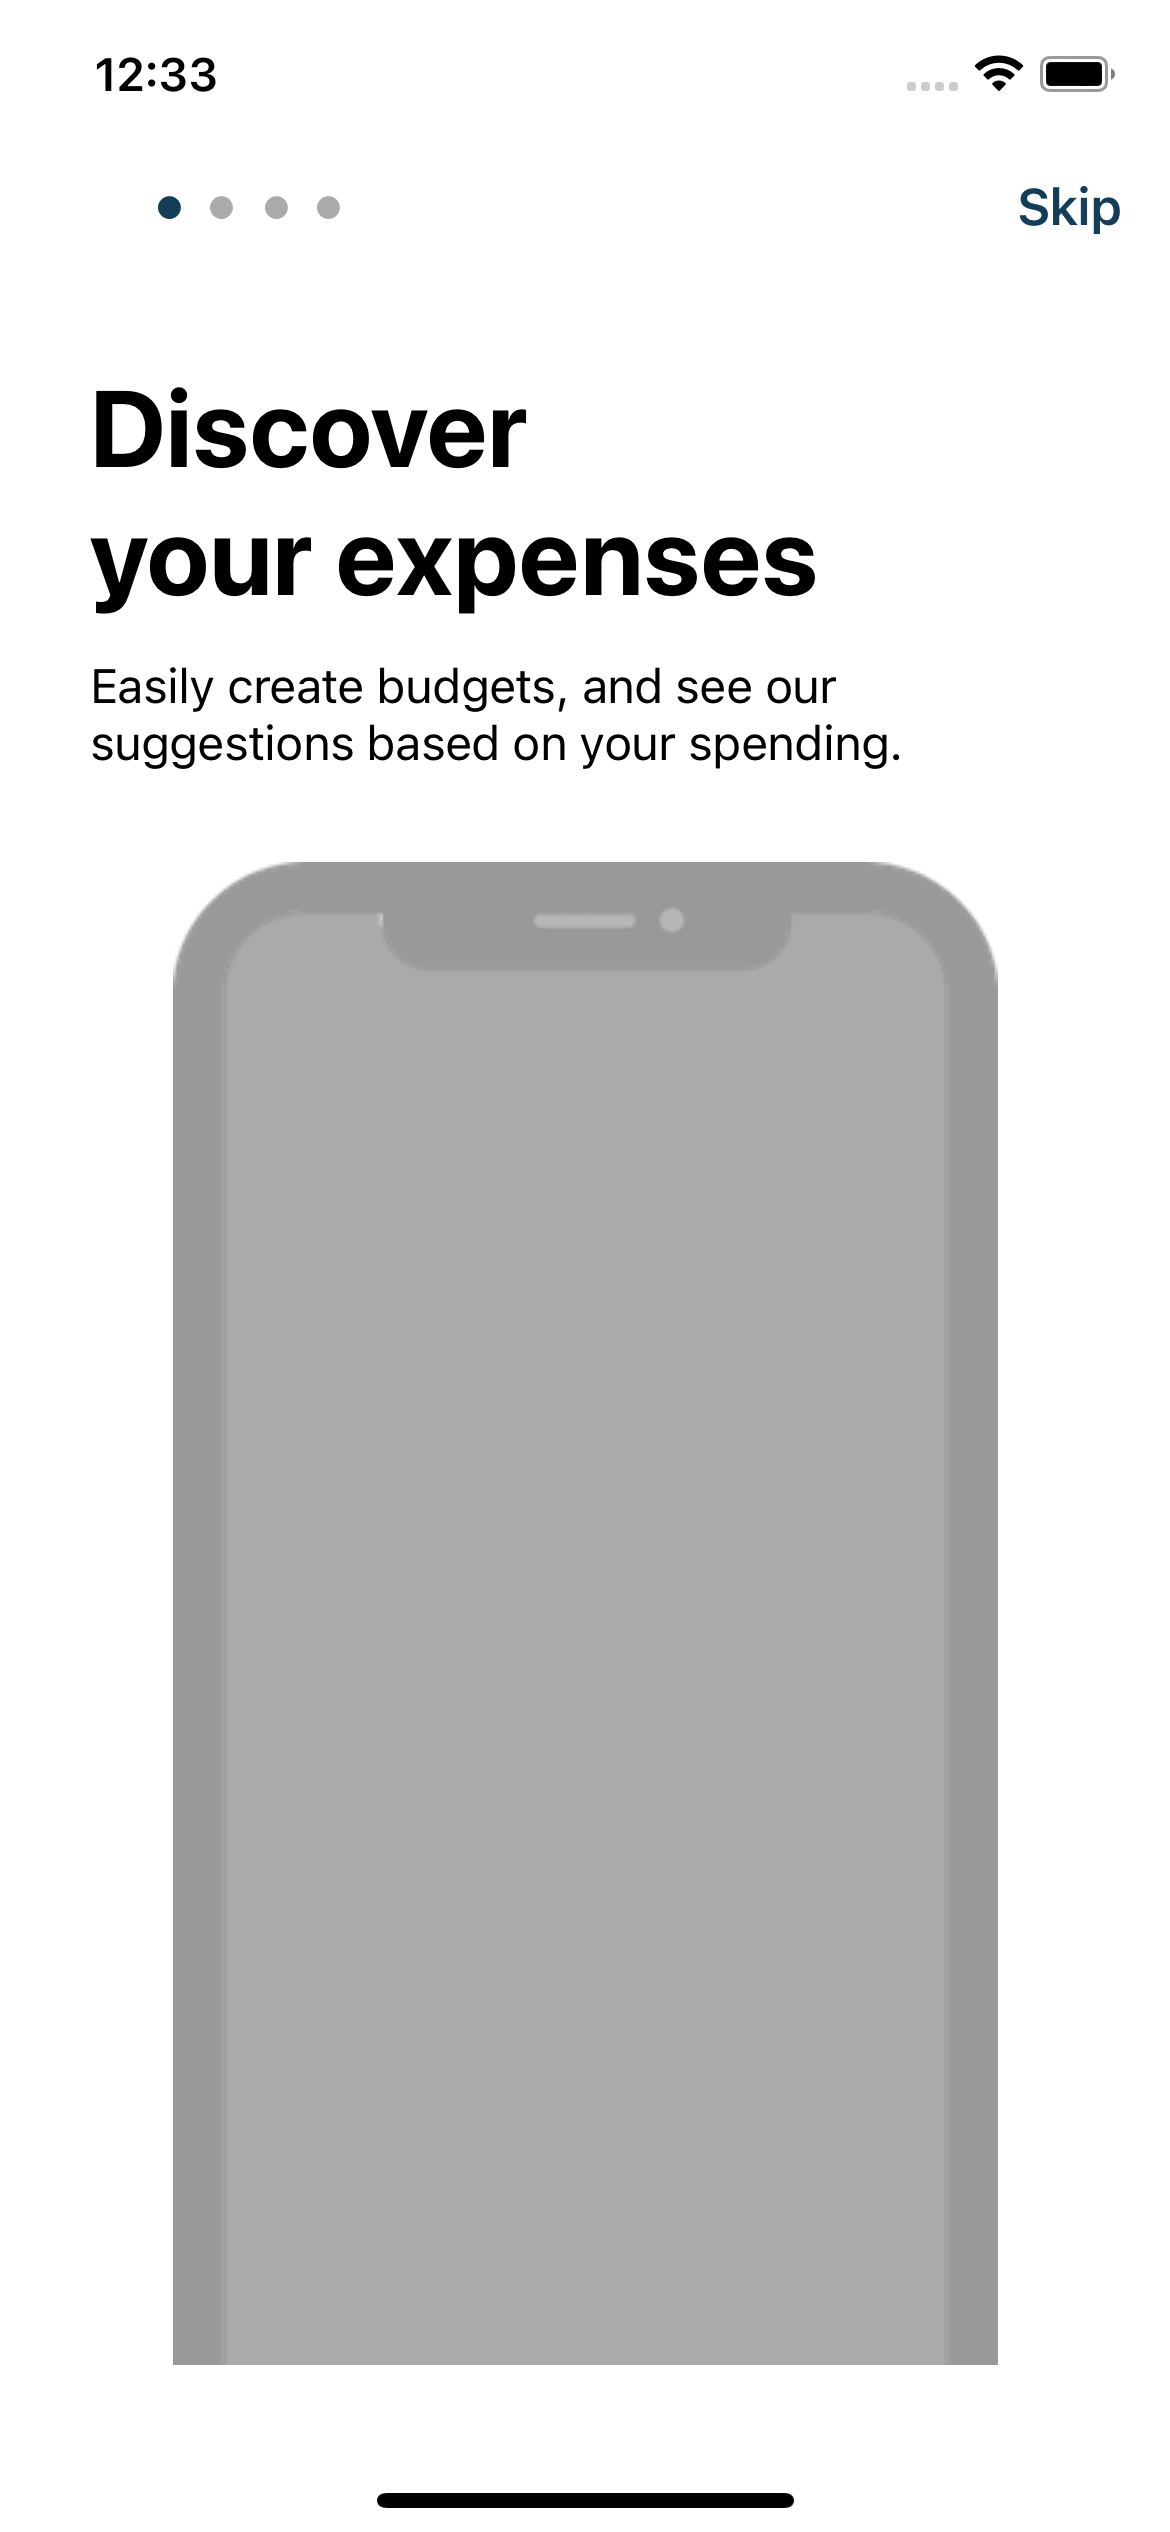 12:33
Skip
Discover
your expenses
Easily create budgets, and see our
suggestions based on your spending.